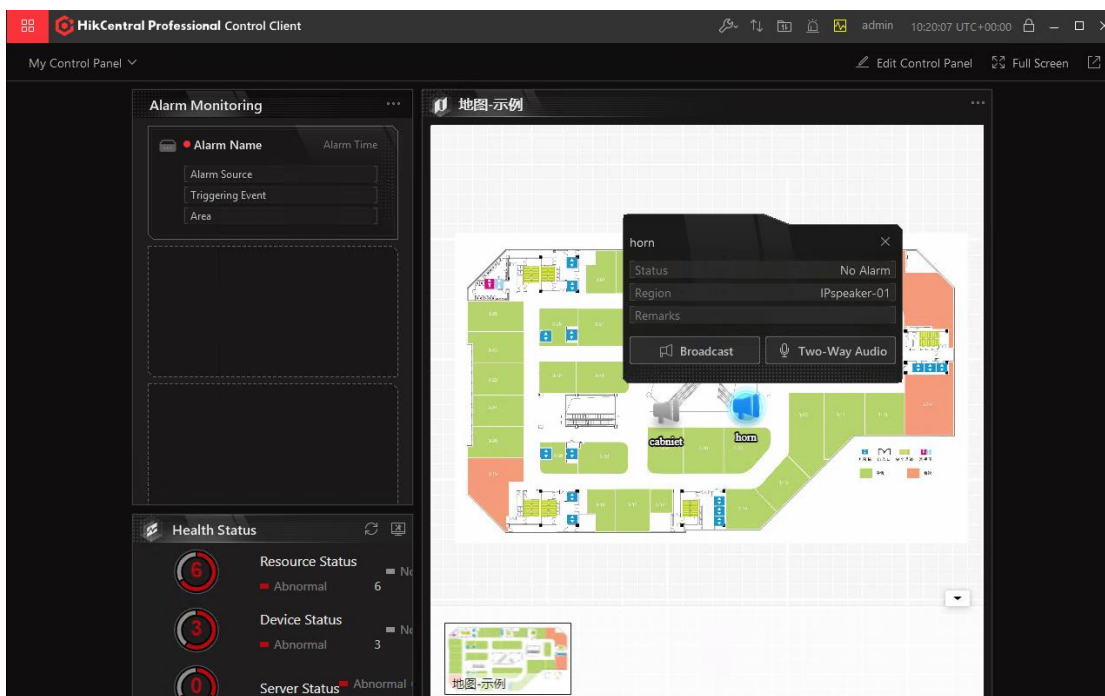 HikCentral Professional Control Client
admin
10:20:07 UTC+00:00
My Control Panel
Edit Control Panel
Full Screen
Alarm Monitoring
Alarm Name
Alarm Time
Alarm Source
Triggering Event
Area
地图-示例
horn
Status
No Alarm
Region
IPspeaker-01
Remarks
Broadcast
Two-Way Audio
cabniet
horn
Health Status
6
Resource Status
Abnormal
6
3
Device Status
Abnormal
3
0
Server Status
Abnormal
地图-示例